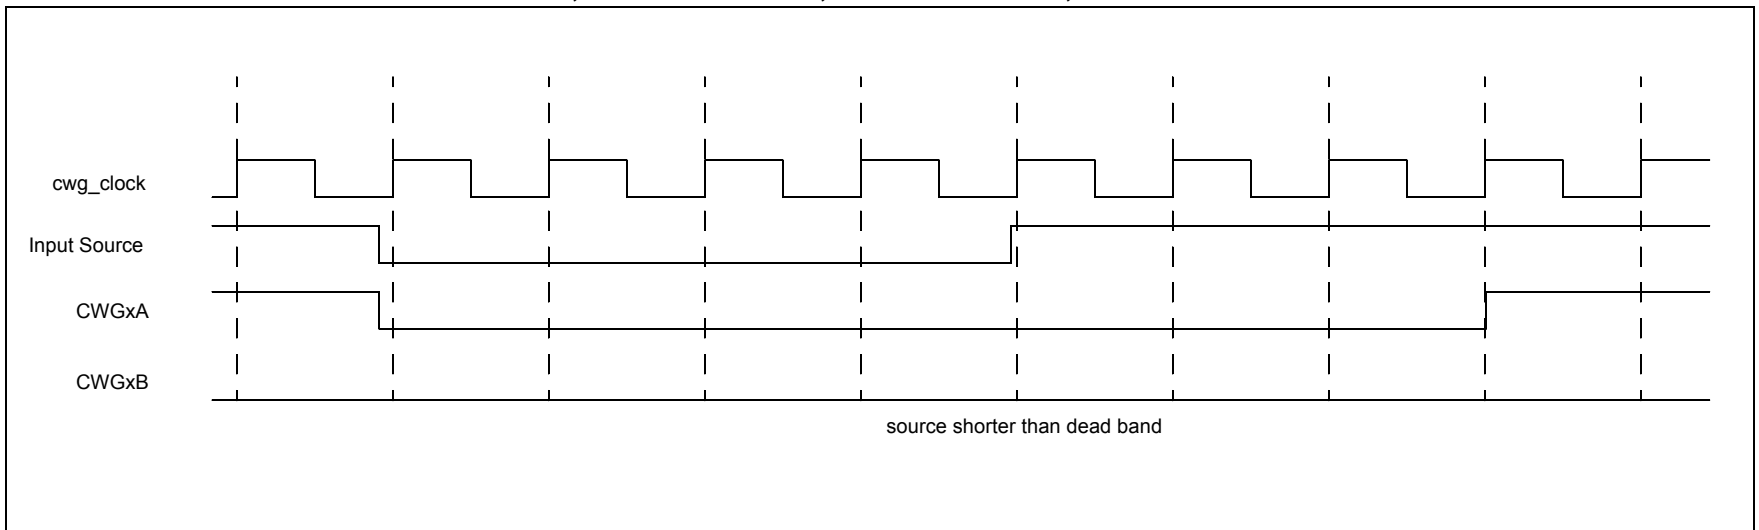 cwg_clock
Input Source
CWGxA
CWGxB
source shorter than dead band